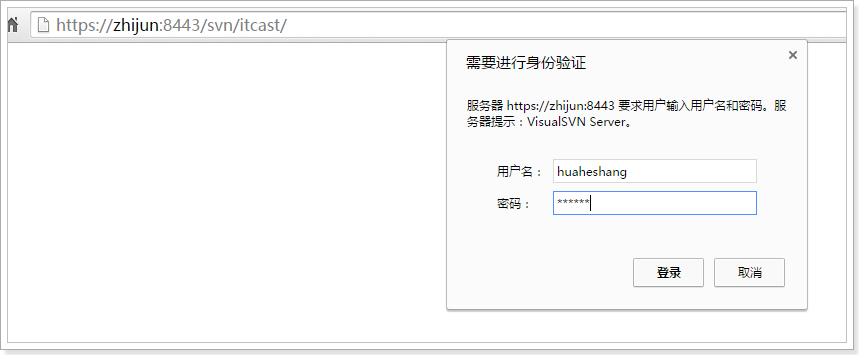 https://zhijun:8443/svn/itcast/
需要进行身份验证
服务器 https://zhijun:8443 要求用户输入用户名和密码。服
务器提示：VisualSVN Server。
用户名： huaheshang
密码： ******
登录 取消